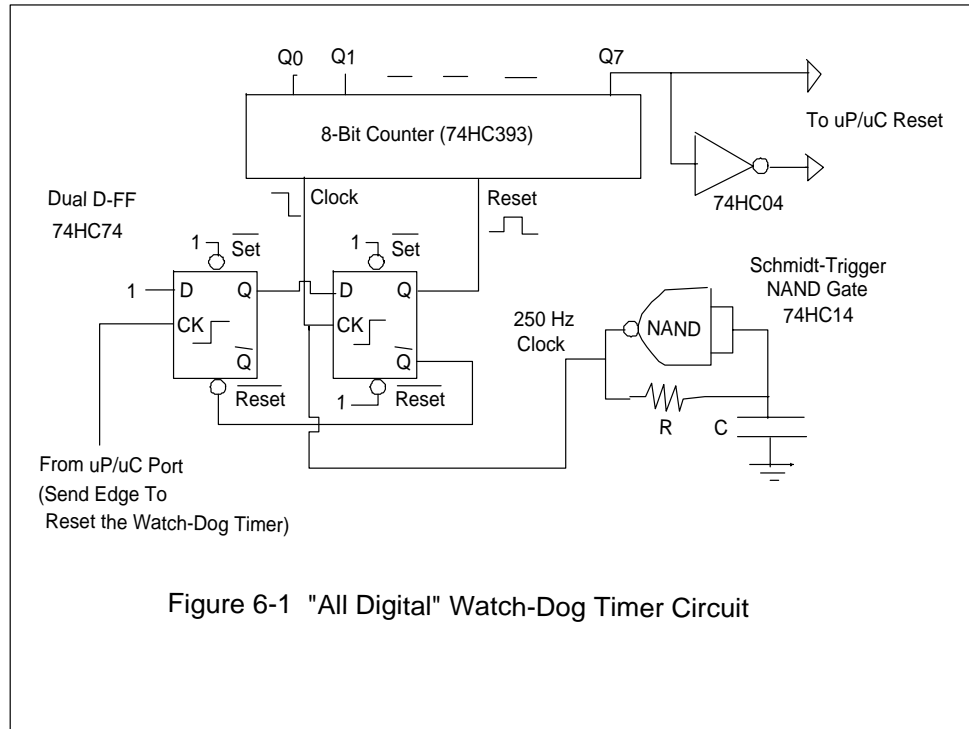 Q0 Q1 Q7
8-Bit Counter (74HC393)
To uP/uC Reset
74HC04
Clock
Reset
Dual D-FF
74HC74
1 Set
1 Set
1 D Q
D Q
CK
CK
Q
Q
Reset
1 Reset
Schmidt-Trigger
NAND Gate
74HC14
250 Hz
Clock
NAND
R
C
From uP/uC Port
(Send Edge To
Reset the Watch-Dog Timer)
Figure 6-1 "All Digital" Watch-Dog Timer Circuit